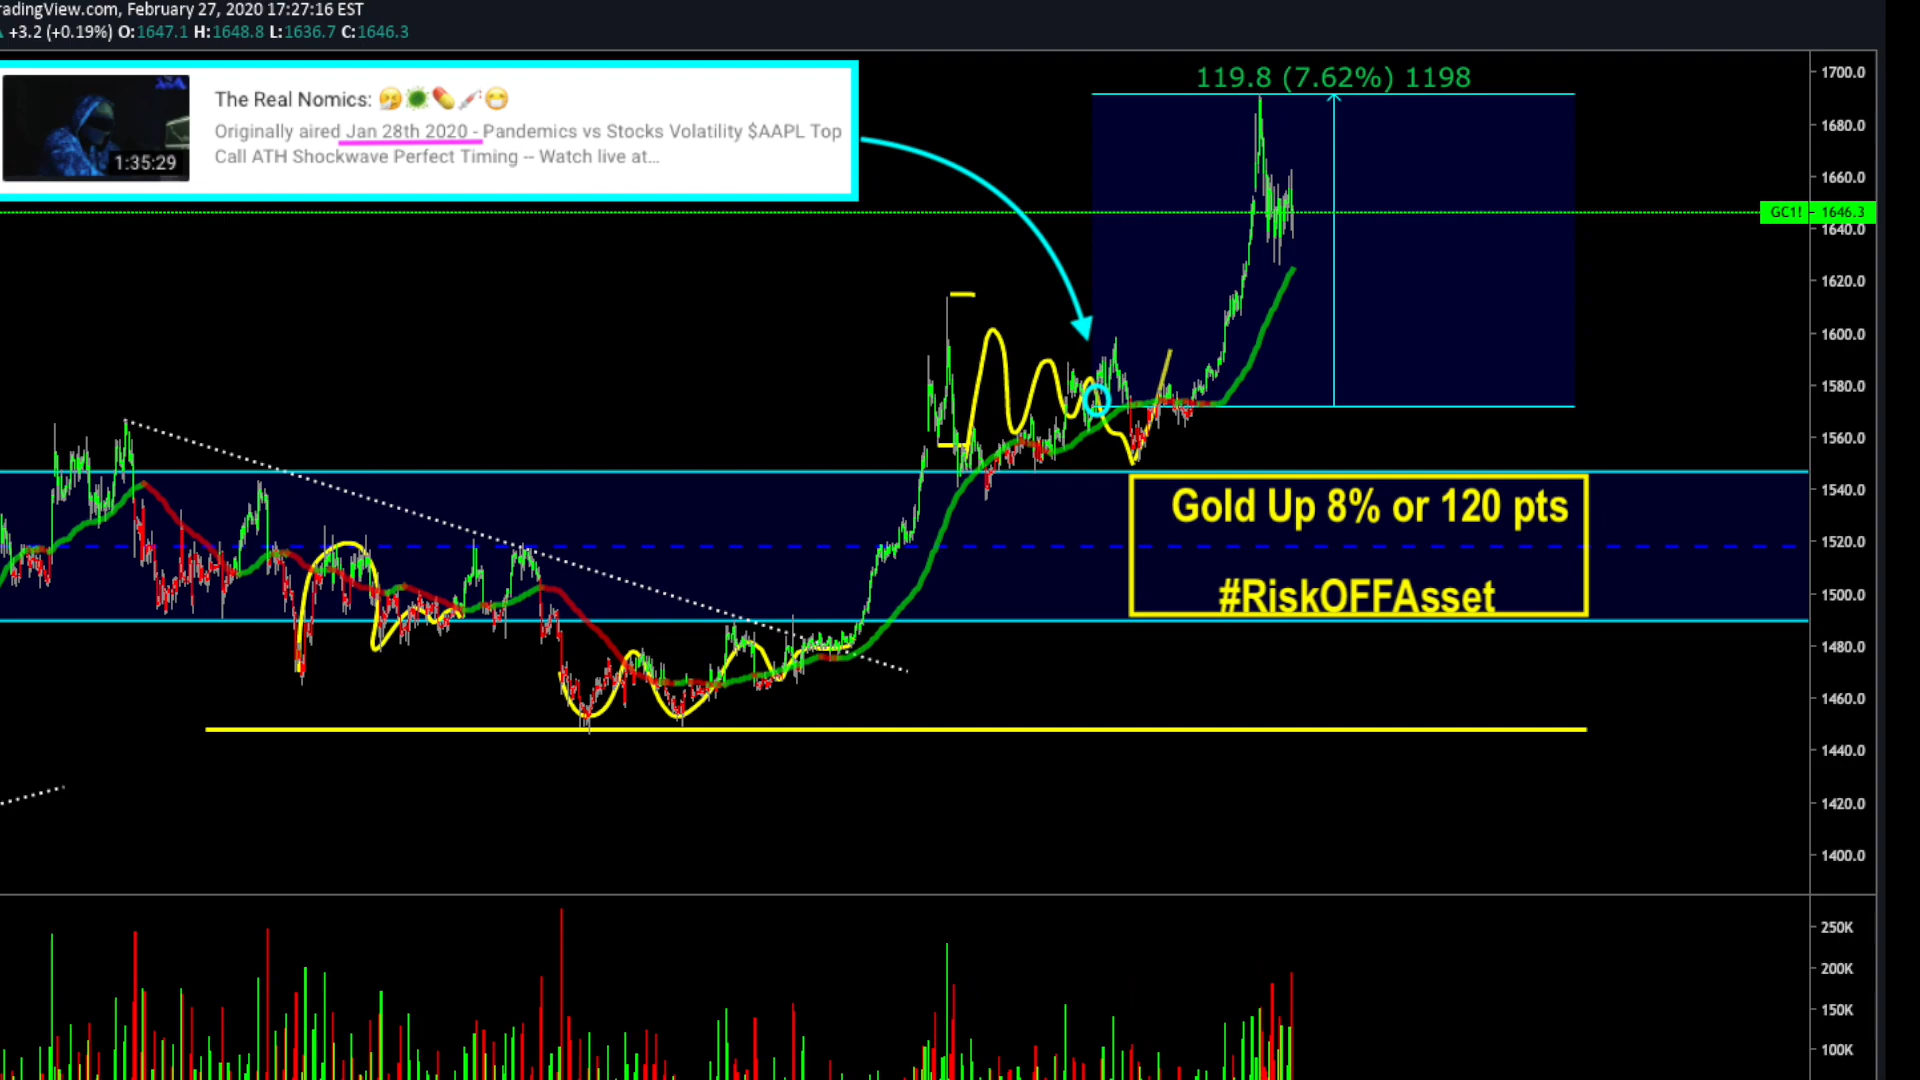 adingView.com, February 27, 2020 17:27:16 EST
+3.2 (+0.19%) O:1647.1 H:1648.8 L:1636.7 C:1646.3
The Real Nomics: 🤧🦠💊💉😷
Originally aired Jan 28th 2020 - Pandemics vs Stocks Volatility $AAPL Top
Call ATH Shockwave Perfect Timing -- Watch live at...
1:35:29
119.8 (7.62%) 1198
Gold Up 8% or 120 pts
#RiskOFFAsset
1700.0
1680.0
1660.0
GC1! 1646.3
1640.0
1620.0
1600.0
1580.0
1560.0
1540.0
1520.0
1500.0
1480.0
1460.0
1440.0
1420.0
1400.0
250K
200K
150K
100K